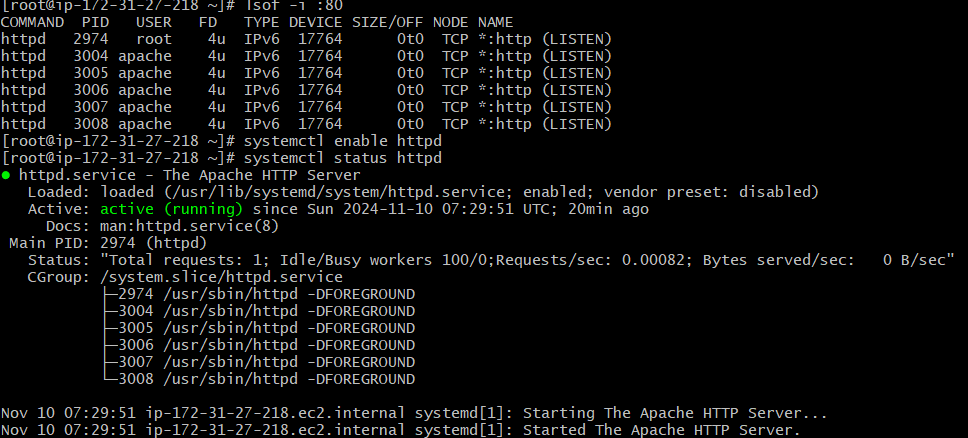 [root@ip-172-31-27-218 ~]# lsof -i :80
COMMAND  PID   USER   FD   TYPE DEVICE SIZE/OFF NODE NAME
httpd   2974   root    4u  IPv6  17764      0t0  TCP *:http (LISTEN)
httpd   3004 apache    4u  IPv6  17764      0t0  TCP *:http (LISTEN)
httpd   3005 apache    4u  IPv6  17764      0t0  TCP *:http (LISTEN)
httpd   3006 apache    4u  IPv6  17764      0t0  TCP *:http (LISTEN)
httpd   3007 apache    4u  IPv6  17764      0t0  TCP *:http (LISTEN)
httpd   3008 apache    4u  IPv6  17764      0t0  TCP *:http (LISTEN)
[root@ip-172-31-27-218 ~]# systemctl enable httpd
[root@ip-172-31-27-218 ~]# systemctl status httpd
● httpd.service - The Apache HTTP Server
   Loaded: loaded (/usr/lib/systemd/system/httpd.service; enabled; vendor preset: disabled)
   Active: active (running) since Sun 2024-11-10 07:29:51 UTC; 20min ago
     Docs: man:httpd.service(8)
 Main PID: 2974 (httpd)
   Status: "Total requests: 1; Idle/Busy workers 100/0;Requests/sec: 0.00082; Bytes served/sec:   0 B/sec"
   CGroup: /system.slice/httpd.service
           ├─2974 /usr/sbin/httpd -DFOREGROUND
           ├─3004 /usr/sbin/httpd -DFOREGROUND
           ├─3005 /usr/sbin/httpd -DFOREGROUND
           ├─3006 /usr/sbin/httpd -DFOREGROUND
           ├─3007 /usr/sbin/httpd -DFOREGROUND
           └─3008 /usr/sbin/httpd -DFOREGROUND

Nov 10 07:29:51 ip-172-31-27-218.ec2.internal systemd[1]: Starting The Apache HTTP Server...
Nov 10 07:29:51 ip-172-31-27-218.ec2.internal systemd[1]: Started The Apache HTTP Server.